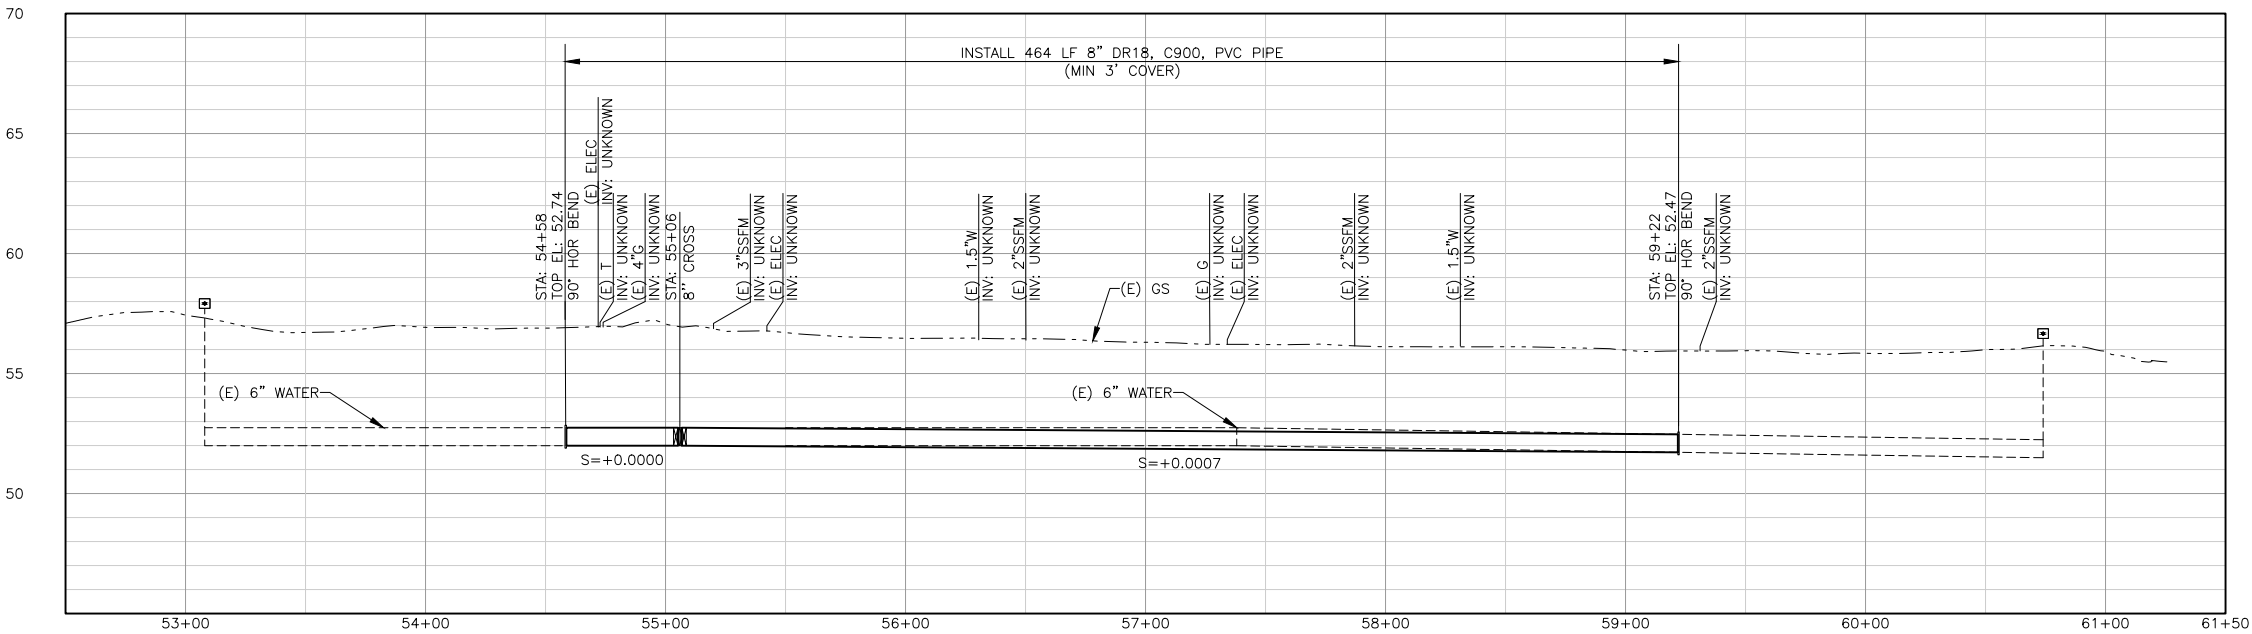 70
65
60
55
50
INSTALL 464 LF 8" DR18, C900, PVC PIPE
(MIN 3' COVER)
STA: 54+58
TOP EL: 52.74
90° HOR BEND
(E) ELEC
INV: UNKNOWN
(E) T
INV: UNKNOWN
(E) 4"G
INV: UNKNOWN
STA: 55+06
8'' CROSS
(E) 3"SSFM
INV: UNKNOWN
(E) ELEC
INV: UNKNOWN
(E) 1.5"W
INV: UNKNOWN
(E) 2"SSFM
INV: UNKNOWN
(E) GS
(E) G
INV: UNKNOWN
(E) ELEC
INV: UNKNOWN
(E) 2"SSFM
INV: UNKNOWN
(E) 1.5"W
INV: UNKNOWN
STA: 59+22
TOP EL: 52.47
90° HOR BEND
(E) 2"SSFM
INV: UNKNOWN
(E) 6" WATER
(E) 6" WATER
S=+0.0000
S=+0.0007
53+00
54+00
55+00
56+00
57+00
58+00
59+00
60+00
61+00
61+50